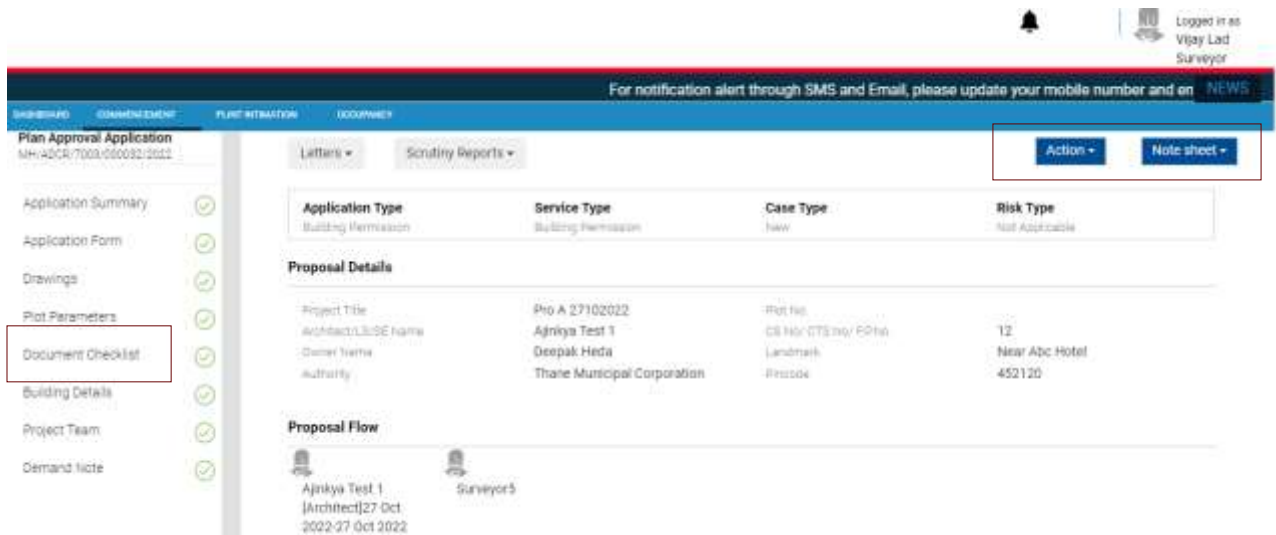 Logged in as
Vijay Lad
Surveyor
For notification alert through SMS and Email, please update your mobile number and en NEWS
DASHBOARD COMMENCEMENT PLINT INTIMATION OCCUPANCY
Plan Approval Application
Letters Scrutiny Reports Action Note sheet
Application Summary
Application Form
Drawings
Plot Parameters
Document Checklist
Building Details
Project Team
Demand Note
Application Type Service Type Case Type Risk Type
Building Permission Building Permission New Not Applicable
Proposal Details
Project Title Pro A 27102022 Plot No.
Architect/LS/SE Name Ajinkya Test 1 CS No/ CTS No/ F.P.No. 12
Owner Name Deepak Heda Landmark Near Abc Hotel
Authority Thane Municipal Corporation Pincode 452120
Proposal Flow
Ajinkya Test 1 Surveyor5
[Architect]27 Oct
2022-27 Oct 2022